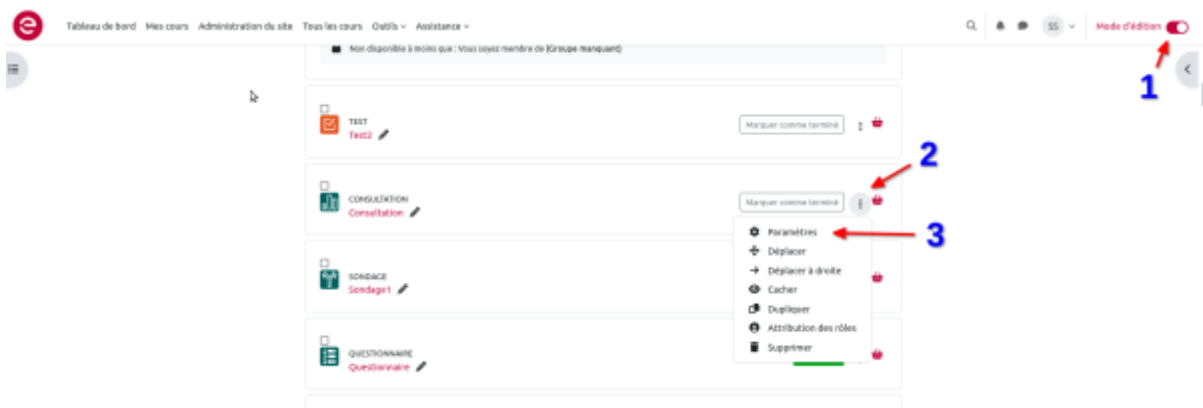 e
Tableau de bord Mes cours Administration du site Tous les cours Outils Assistance SS Mode d'édition
Non disponible à moins que : Vous soyez membre de (Groupe manquant)
1
TEST
Test2
Marquer comme terminé
2
CONSULTATION
Consultation
Marquer comme terminé
Paramètres
3
Déplacer
Déplacer à droite
Cacher
Dupliquer
Attribution des rôles
Supprimer
SONDAGE
Sondage1
QUESTIONNAIRE
Questionnaire